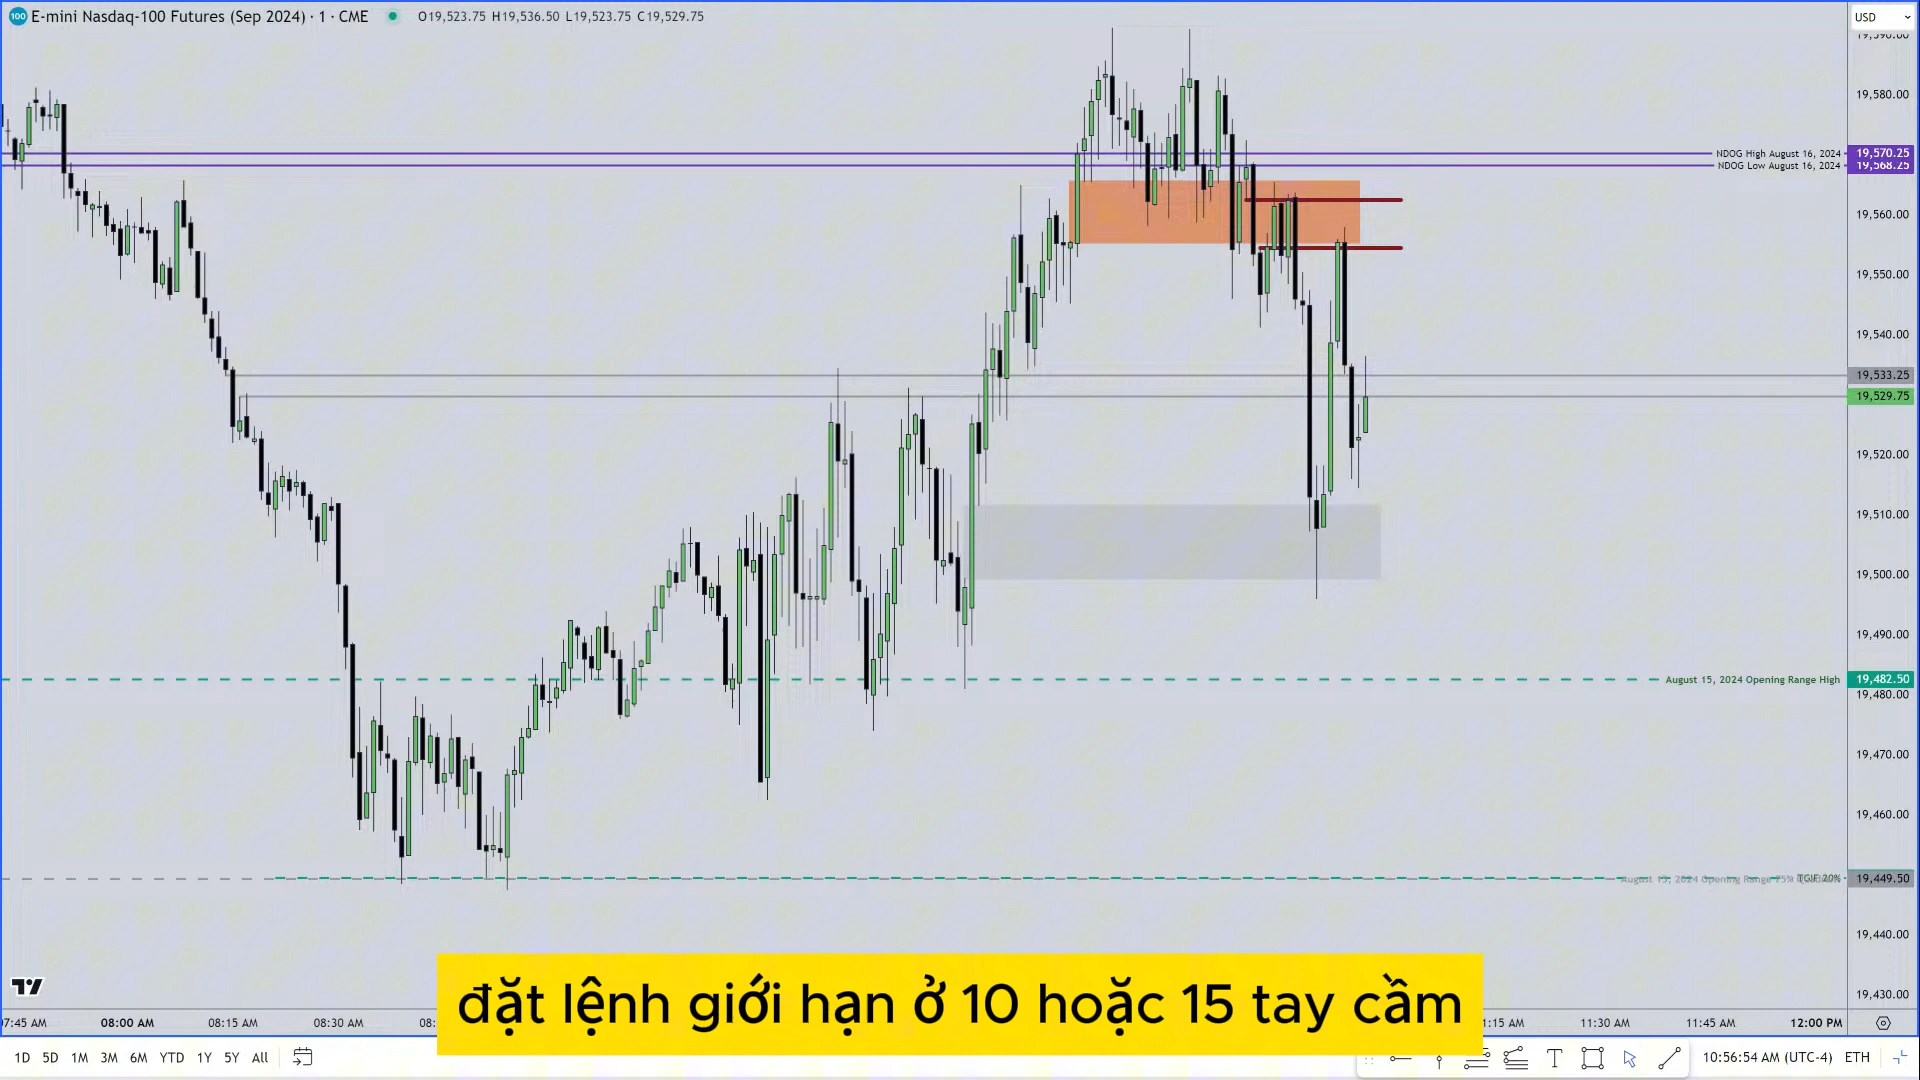 E-mini Nasdaq-100 Futures (Sep 2024) · 1 · CME
O19,523.75 H19,536.50 L19,523.75 C19,529.75
USD
19,580.00
NDOG High August 16, 2024
19,570.25
NDOG Low August 16, 2024
19,568.25
19,560.00
19,550.00
19,540.00
19,533.25
19,529.75
19,520.00
19,510.00
19,500.00
19,490.00
August 15, 2024 Opening Range High
19,482.50
19,480.00
19,470.00
19,460.00
TGIF 20%
19,449.50
19,440.00
19,430.00
đặt lệnh giới hạn ở 10 hoặc 15 tay cầm
08:00 AM 08:15 AM 08:30 AM 11:30 AM 11:45 AM 12:00 PM
1D 5D 1M 3M 6M YTD 1Y 5Y All
10:56:54 AM (UTC-4) ETH